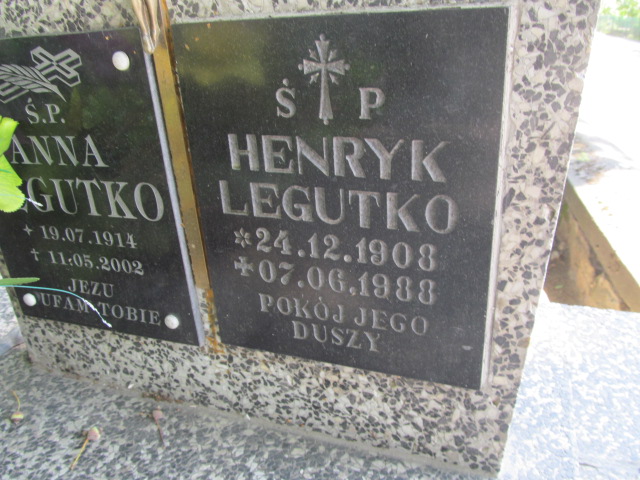 Ś.P.
ANNA
LEGUTKO
+ 19.07.1914
† 11.05.2002
JEZU
UFAM TOBIE
Ś P
HENRYK
LEGUTKO
*24.12.1908
+07.06.1988
POKÓJ JEGO
DUSZY